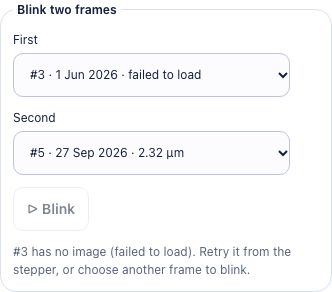 Blink two frames
First
#3 · 1 Jun 2026 · failed to load
Second
#5 · 27 Sep 2026 · 2.32 µm
Blink
#3 has no image (failed to load). Retry it from the
stepper, or choose another frame to blink.